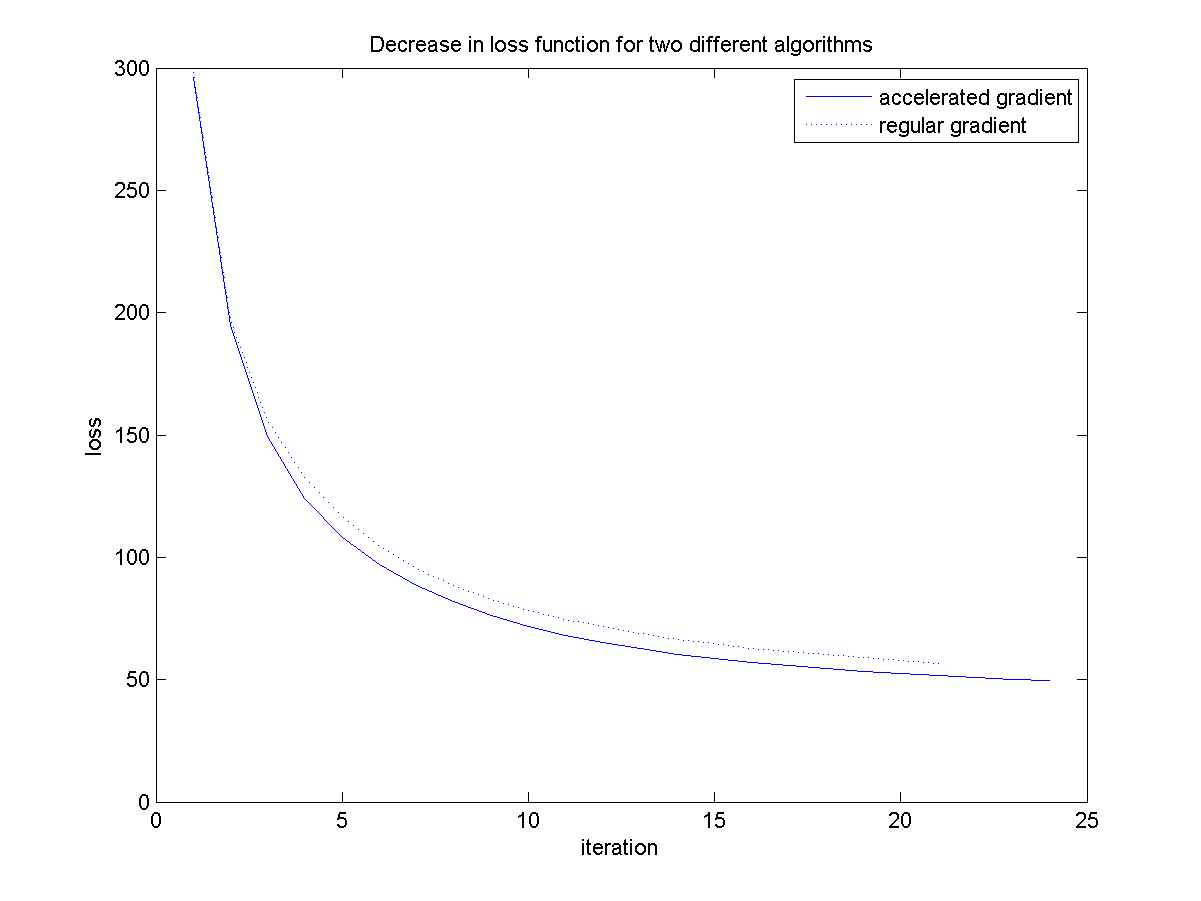 Decrease in loss function for two different algorithms
300
accelerated gradient
regular gradient
250
200
150
loss
100
50
0
0 5 10 15 20 25
iteration